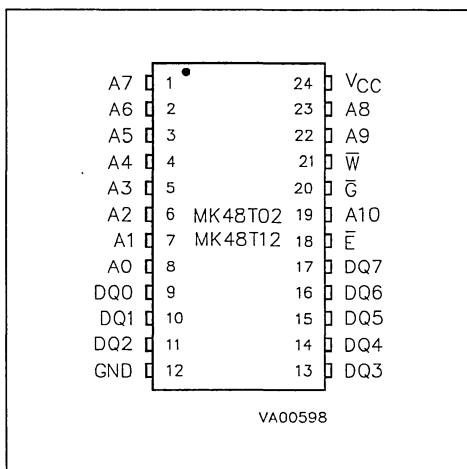 A7 1 24 VCC
A6 2 23 A8
A5 3 22 A9
A4 4 21 W̅
A3 5 20 G̅
A2 6 MK48T02 19 A10
A1 7 MK48T12 18 E̅
A0 8 17 DQ7
DQ0 9 16 DQ6
DQ1 10 15 DQ5
DQ2 11 14 DQ4
GND 12 13 DQ3
VA00598